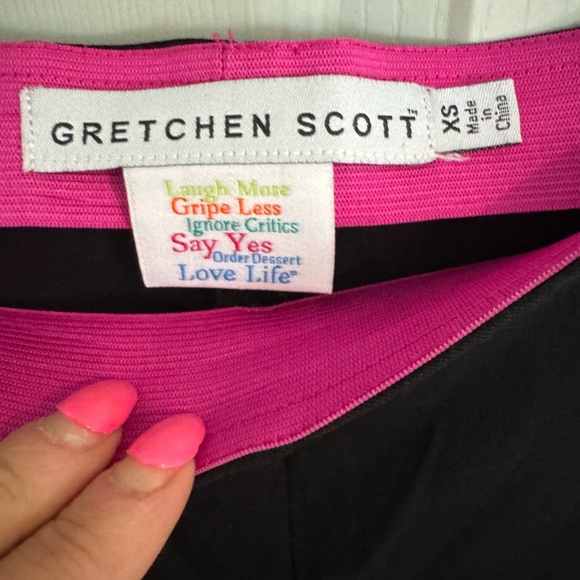 GRETCHEN SCOTT
XS
Made
in
China
Laugh More
Gripe Less
Ignore Critics
Say Yes
Order Dessert
Love Life®